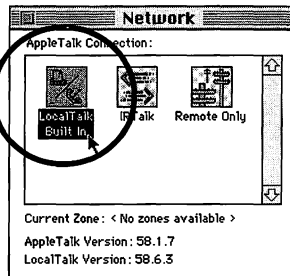 Network
AppleTalk Connection:
LocalTalk Built In
IRTalk
Remote Only
Current Zone: < No zones available >
AppleTalk Version: 58.1.7
LocalTalk Version: 58.6.3